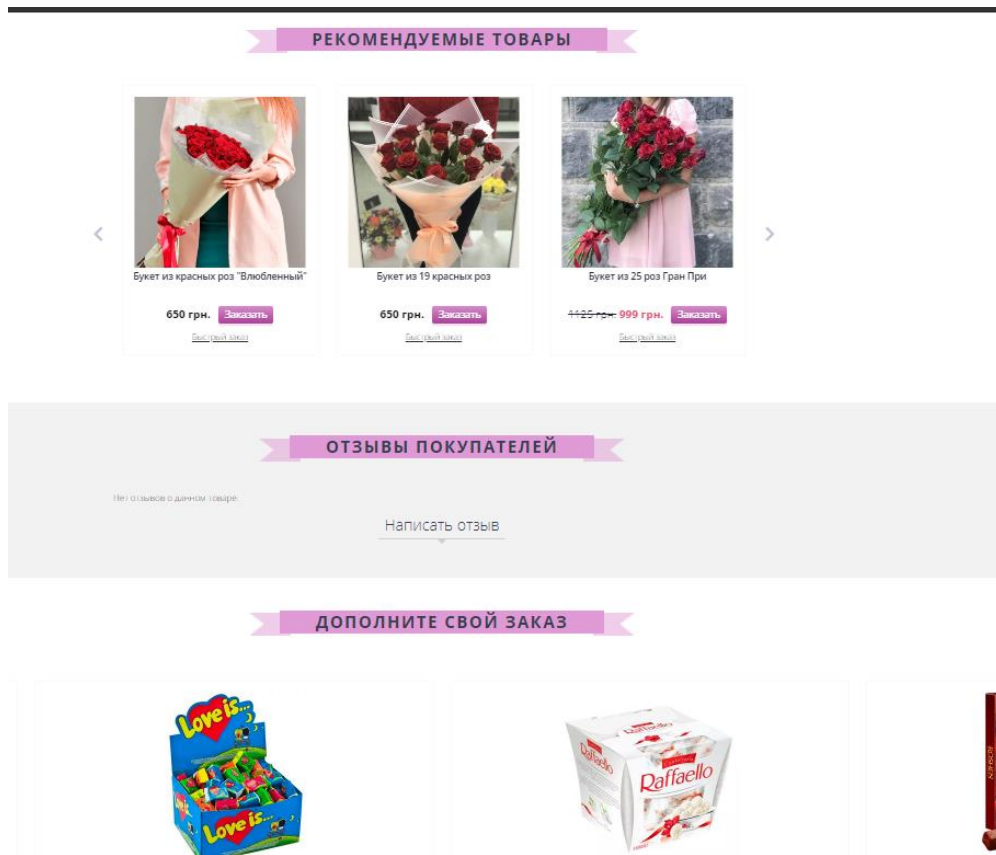 РЕКОМЕНДУЕМЫЕ ТОВАРЫ
Букет из красных роз "Влюбленный"
Букет из 19 красных роз
Букет из 25 роз Гран При
650 грн. Заказать
650 грн. Заказать
1125 грн. 999 грн. Заказать
Быстрый заказ
Быстрый заказ
Быстрый заказ
ОТЗЫВЫ ПОКУПАТЕЛЕЙ
Нет отзывов о данном товаре.
Написать отзыв
ДОПОЛНИТЕ СВОЙ ЗАКАЗ
Love is...
Love is...
Raffaello
Raffaello
ROSHEN